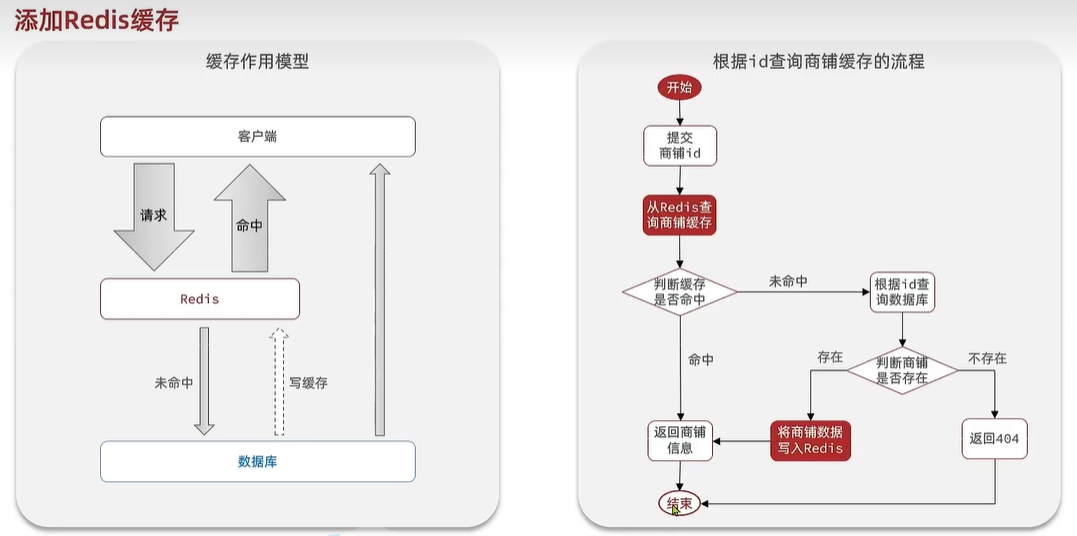 添加Redis缓存
缓存作用模型
客户端
请求
命中
Redis
未命中
写缓存
数据库
根据id查询商铺缓存的流程
开始
提交
商铺id
从Redis查
询商铺缓存
判断缓存
是否命中
未命中
根据id查
询数据库
命中
存在
判断商铺
是否存在
不存在
返回商铺
信息
将商铺数据
写入Redis
返回404
结束